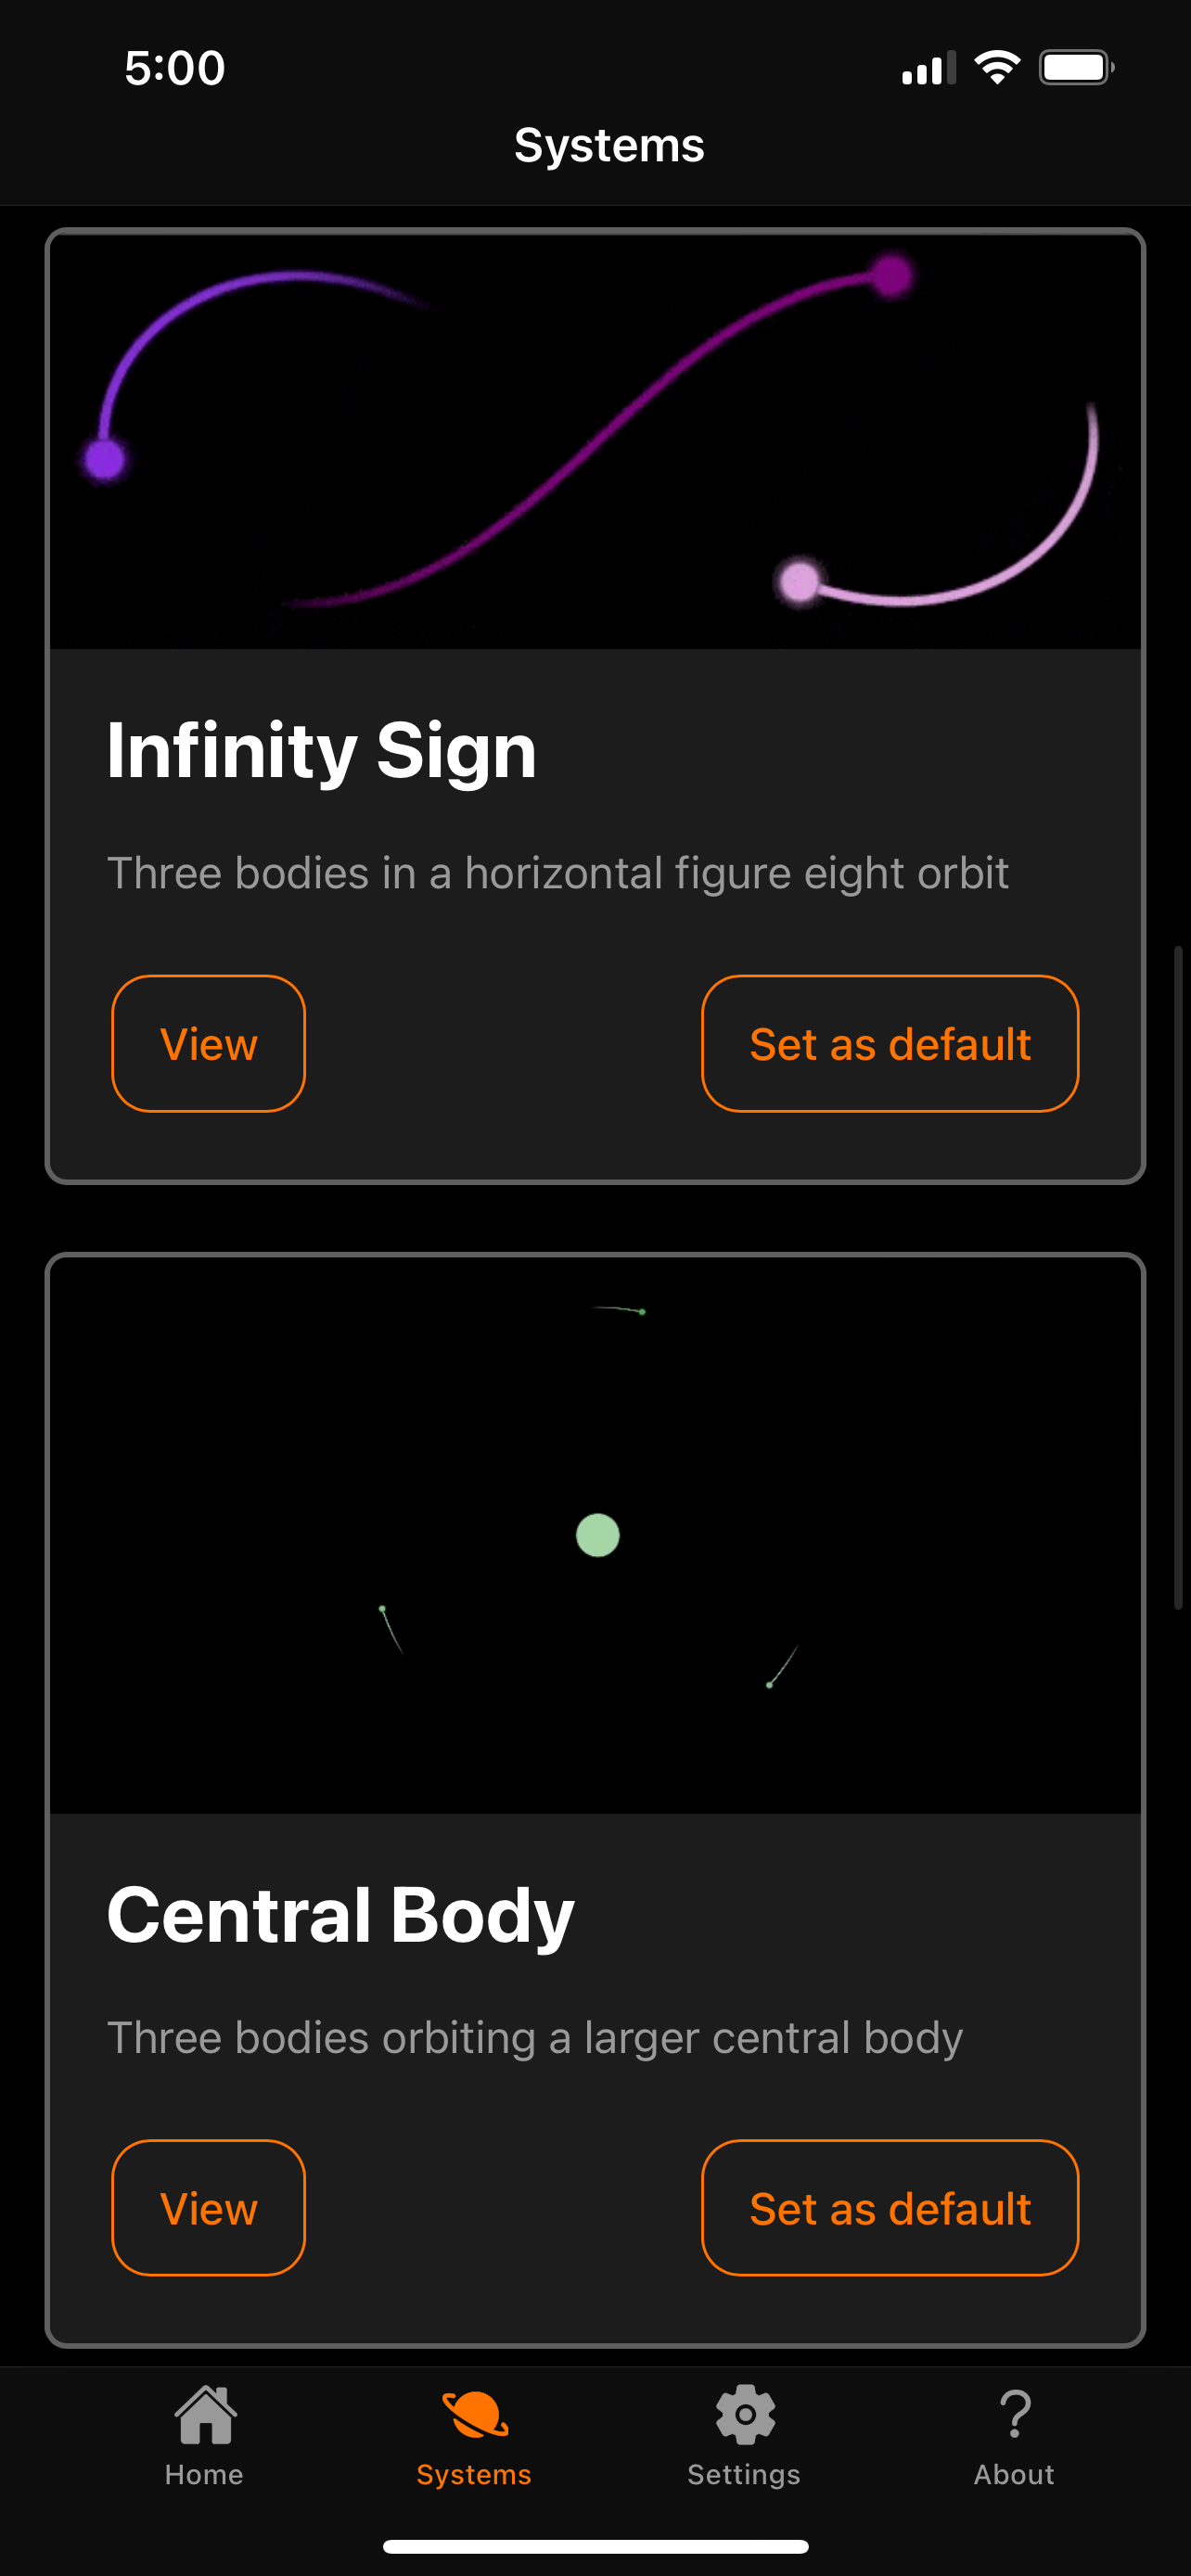 5:00
Systems
Infinity Sign
Three bodies in a horizontal figure eight orbit
View
Set as default
Central Body
Three bodies orbiting a larger central body
View
Set as default
Home
Systems
Settings
About